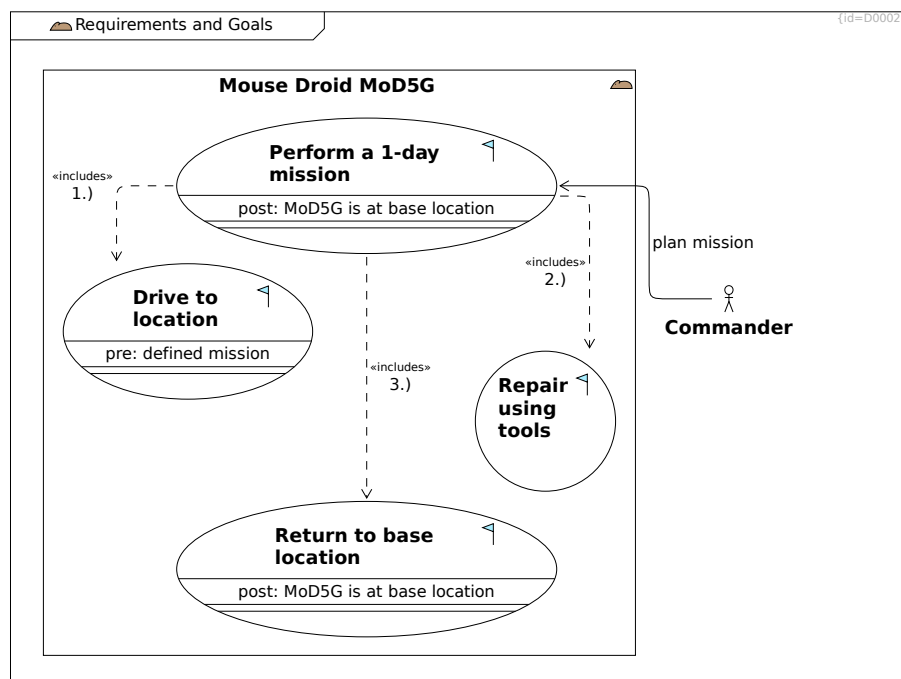 Requirements and Goals
{id=D0002
Mouse Droid MoD5G
Perform a 1-day
mission
post: MoD5G is at base location
«includes»
1.)
plan mission
«includes»
2.)
Commander
Drive to
location
pre: defined mission
«includes»
3.)
Repair
using
tools
Return to base
location
post: MoD5G is at base location